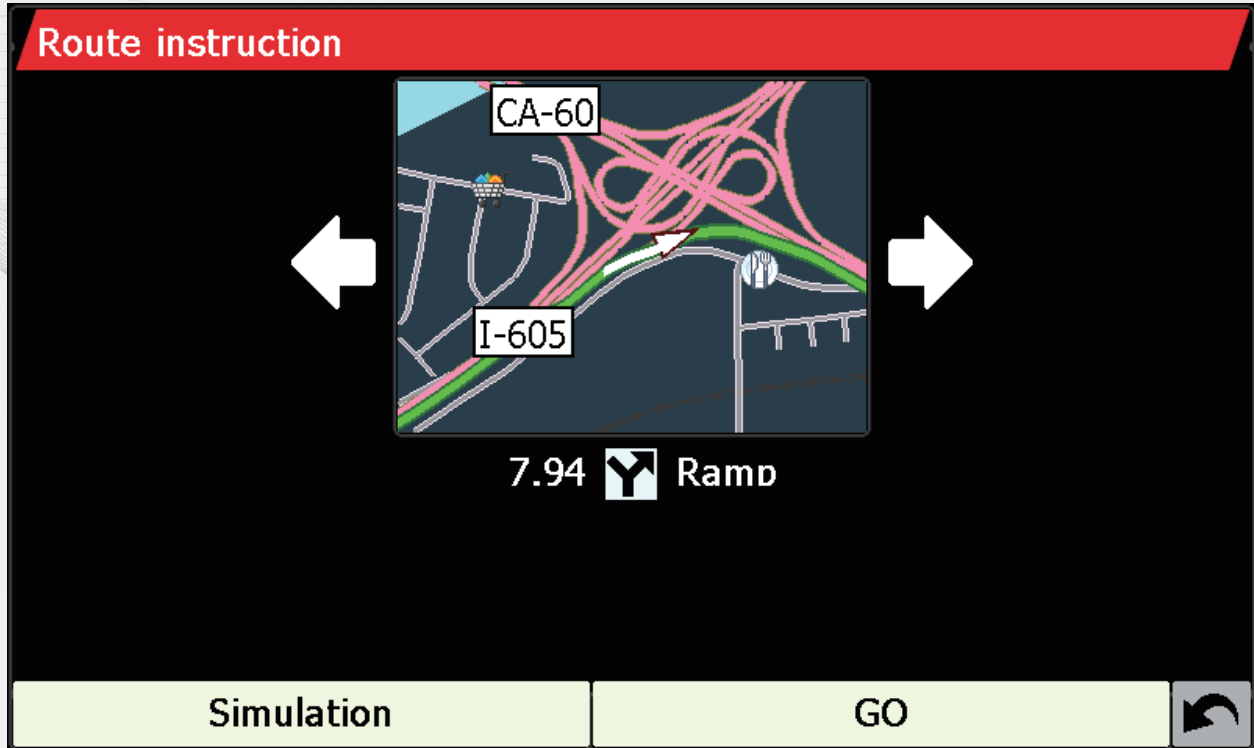 Route instruction
CA-60
I-605
7.94 Ramp
Simulation
GO